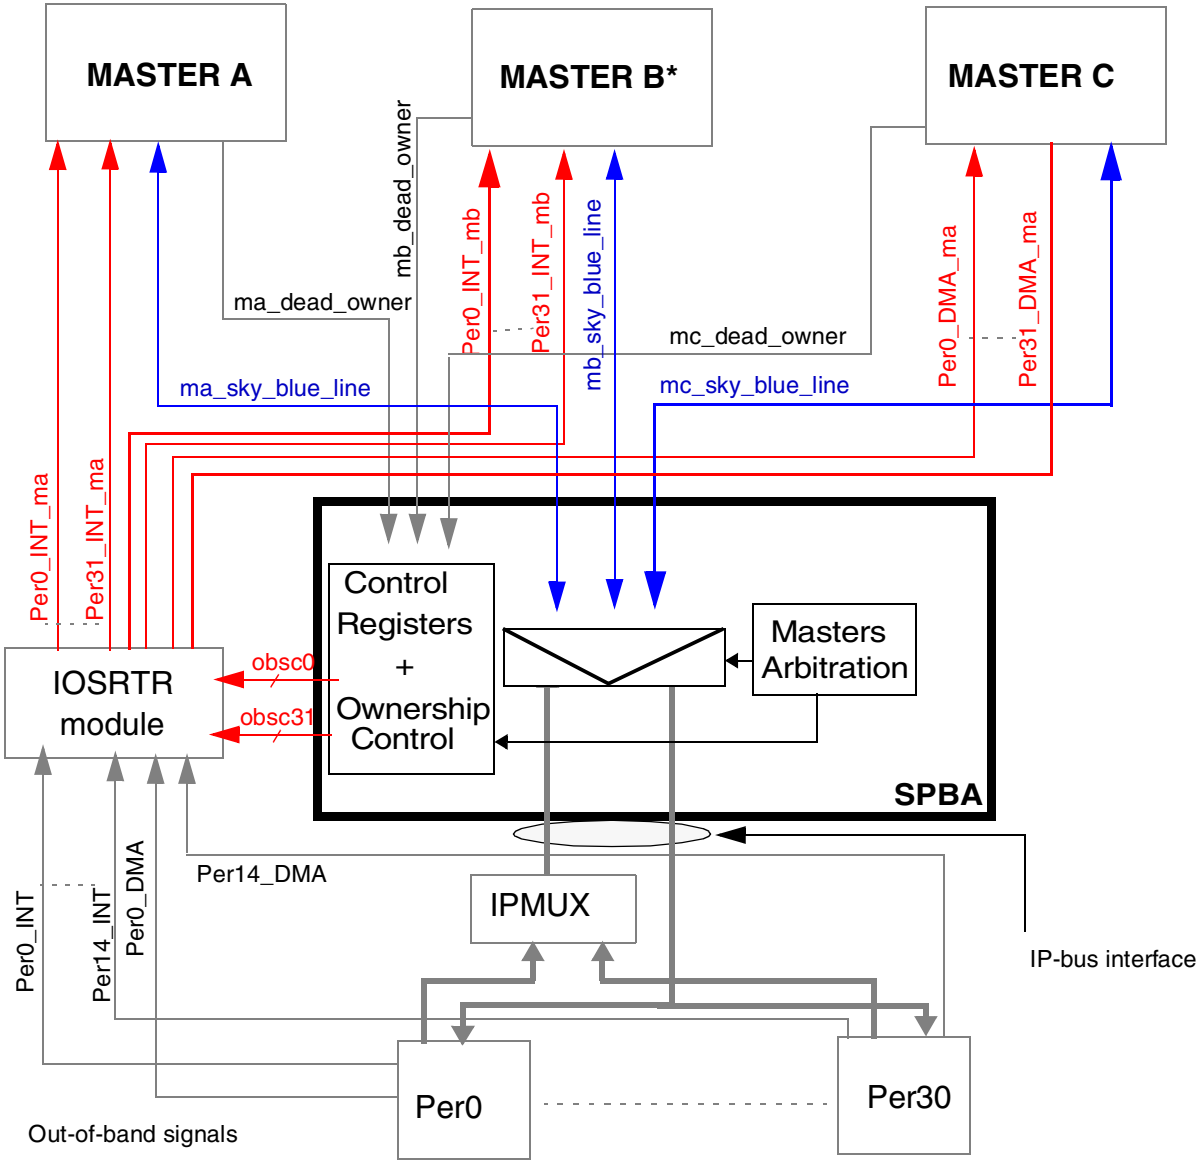 MASTER A
MASTER B*
MASTER C
mb_dead_owner
Per0_INT_mb
Per31_INT_mb
mb_sky_blue_line
Per0_DMA_ma
Per31_DMA_ma
ma_dead_owner
mc_dead_owner
ma_sky_blue_line
mc_sky_blue_line
Per0_INT_ma
Per31_INT_ma
Control
Registers
+
Ownership
Control
Masters
Arbitration
IOSRTR
module
obsc0
obsc31
SPBA
Per14_DMA
Per0_INT
Per14_INT
Per0_DMA
IPMUX
IP-bus interface
Per0
Per30
Out-of-band signals